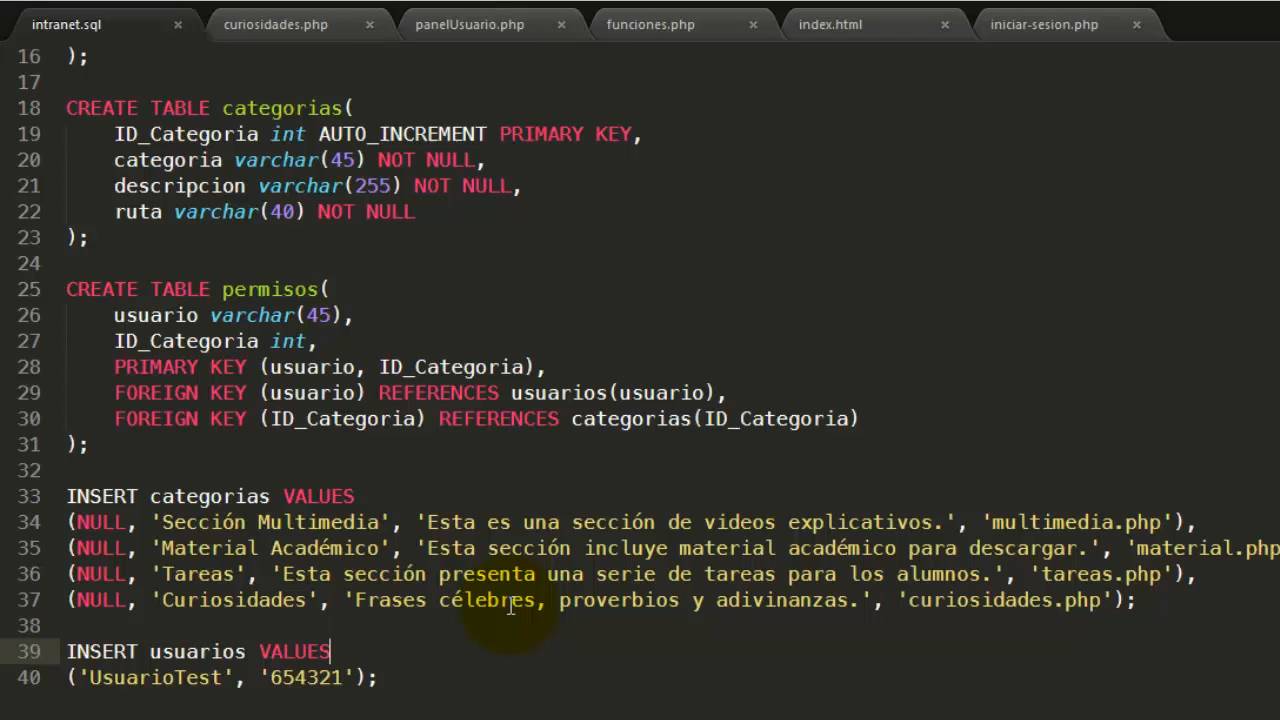 intranet.sql × curiosidades.php × panelUsuario.php × funciones.php × index.html × iniciar-sesion.php ×
16 );
17
18 CREATE TABLE categorias(
19 ID_Categoria int AUTO_INCREMENT PRIMARY KEY,
20 categoria varchar(45) NOT NULL,
21 descripcion varchar(255) NOT NULL,
22 ruta varchar(40) NOT NULL
23 );
24
25 CREATE TABLE permisos(
26 usuario varchar(45),
27 ID_Categoria int,
28 PRIMARY KEY (usuario, ID_Categoria),
29 FOREIGN KEY (usuario) REFERENCES usuarios(usuario),
30 FOREIGN KEY (ID_Categoria) REFERENCES categorias(ID_Categoria)
31 );
32
33 INSERT categorias VALUES
34 (NULL, 'Sección Multimedia', 'Esta es una sección de videos explicativos.', 'multimedia.php'),
35 (NULL, 'Material Académico', 'Esta sección incluye material académico para descargar.', 'material.php
36 (NULL, 'Tareas', 'Esta sección presenta una serie de tareas para los alumnos.', 'tareas.php'),
37 (NULL, 'Curiosidades', 'Frases célebres, proverbios y adivinanzas.', 'curiosidades.php');
38
39 INSERT usuarios VALUES
40 ('UsuarioTest', '654321');